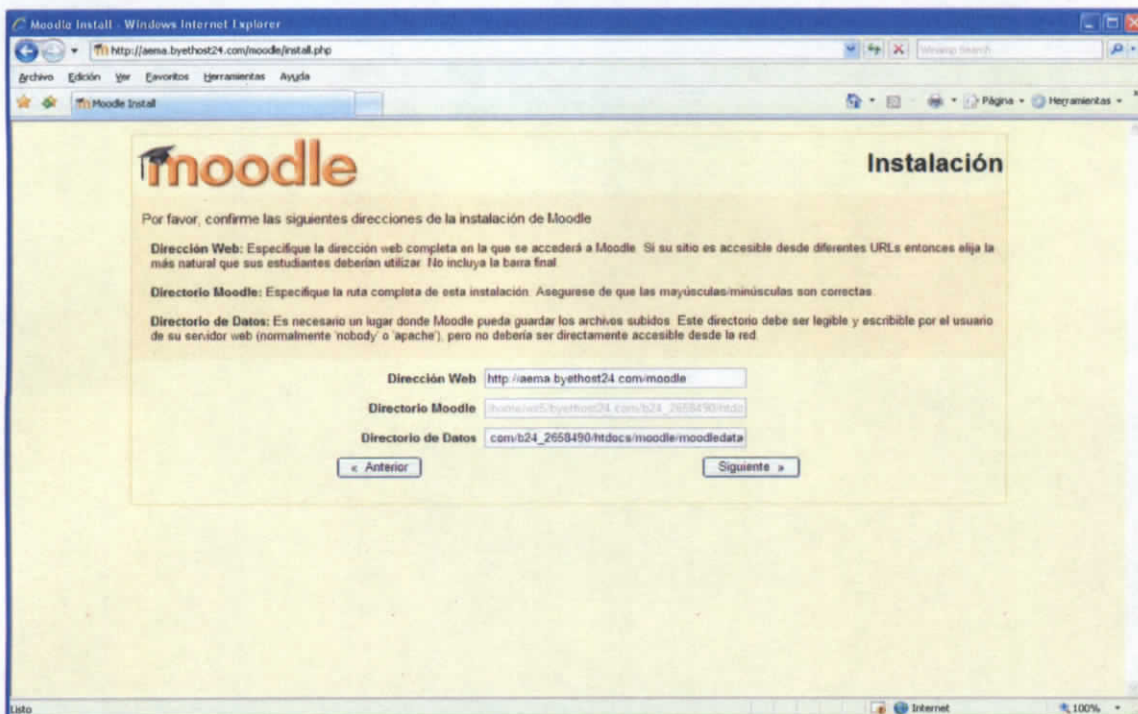 Moodle Install - Windows Internet Explorer
http://aema.byethost24.com/moodle/install.php
Winamp Search
Archivo Edición Ver Favoritos Herramientas Ayuda
Moodle Install
Página
Herramientas
moodle
Instalación
Por favor, confirme las siguientes direcciones de la instalación de Moodle
Dirección Web: Especifique la dirección web completa en la que se accederá a Moodle. Si su sitio es accesible desde diferentes URLs entonces elija la
más natural que sus estudiantes deberían utilizar. No incluya la barra final.
Directorio Moodle: Especifique la ruta completa de esta instalación. Asegurese de que las mayúsculas/minúsculas son correctas.
Directorio de Datos: Es necesario un lugar donde Moodle pueda guardar los archivos subidos. Este directorio debe ser legible y escribible por el usuario
de su servidor web (normalmente 'nobody' o 'apache'), pero no debería ser directamente accesible desde la red.
Dirección Web http://aema.byethost24.com/moodle
Directorio Moodle
Directorio de Datos com/b24_2658490/htdocs/moodle/moodledata
« Anterior
Siguiente »
Listo
Internet
100%